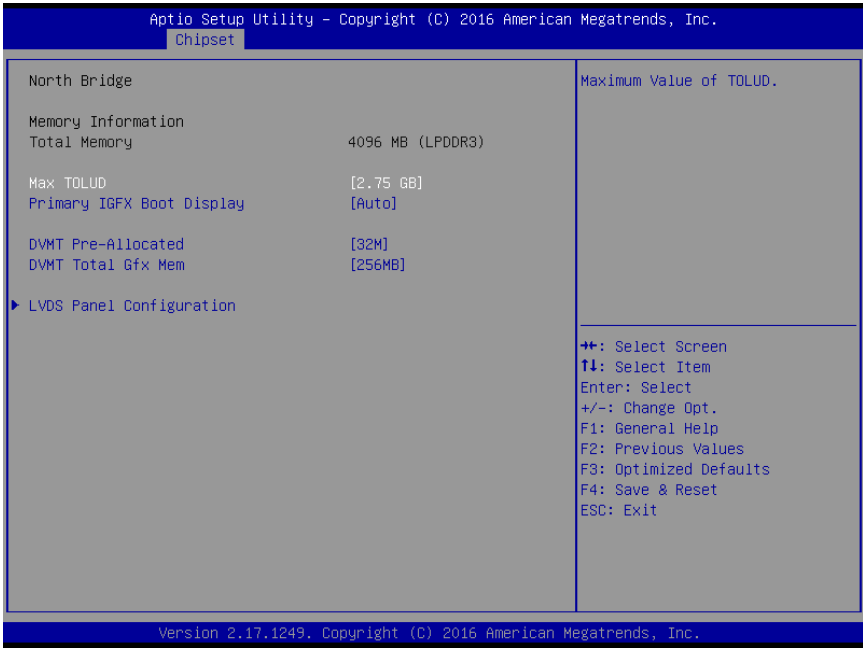 Aptio Setup Utility – Copyright (C) 2016 American Megatrends, Inc.
Chipset
North Bridge
Memory Information
Total Memory 4096 MB (LPDDR3)
Max TOLUD [2.75 GB]
Primary IGFX Boot Display [Auto]
DVMT Pre-Allocated [32M]
DVMT Total Gfx Mem [256MB]
LVDS Panel Configuration
Maximum Value of TOLUD.
→←: Select Screen
↑↓: Select Item
Enter: Select
+/-: Change Opt.
F1: General Help
F2: Previous Values
F3: Optimized Defaults
F4: Save & Reset
ESC: Exit
Version 2.17.1249. Copyright (C) 2016 American Megatrends, Inc.